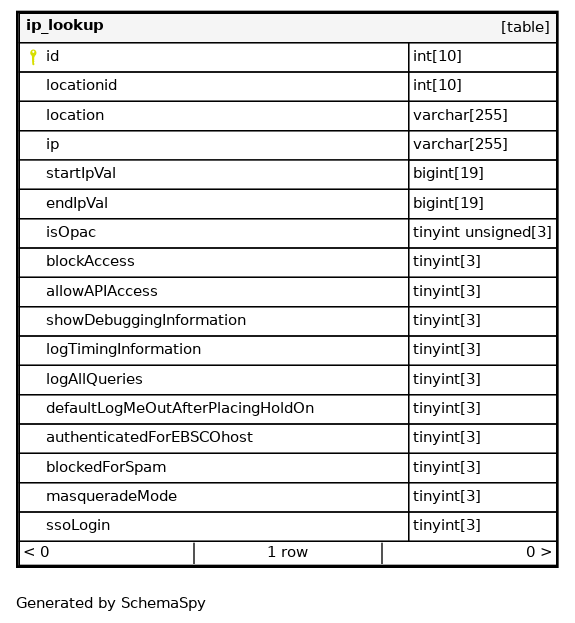 ip_lookup [table]
id int[10]
locationid int[10]
location varchar[255]
ip varchar[255]
startIpVal bigint[19]
endIpVal bigint[19]
isOpac tinyint unsigned[3]
blockAccess tinyint[3]
allowAPIAccess tinyint[3]
showDebuggingInformation tinyint[3]
logTimingInformation tinyint[3]
logAllQueries tinyint[3]
defaultLogMeOutAfterPlacingHoldOn tinyint[3]
authenticatedForEBSCOhost tinyint[3]
blockedForSpam tinyint[3]
masqueradeMode tinyint[3]
ssoLogin tinyint[3]
< 0 1 row 0 >
Generated by SchemaSpy